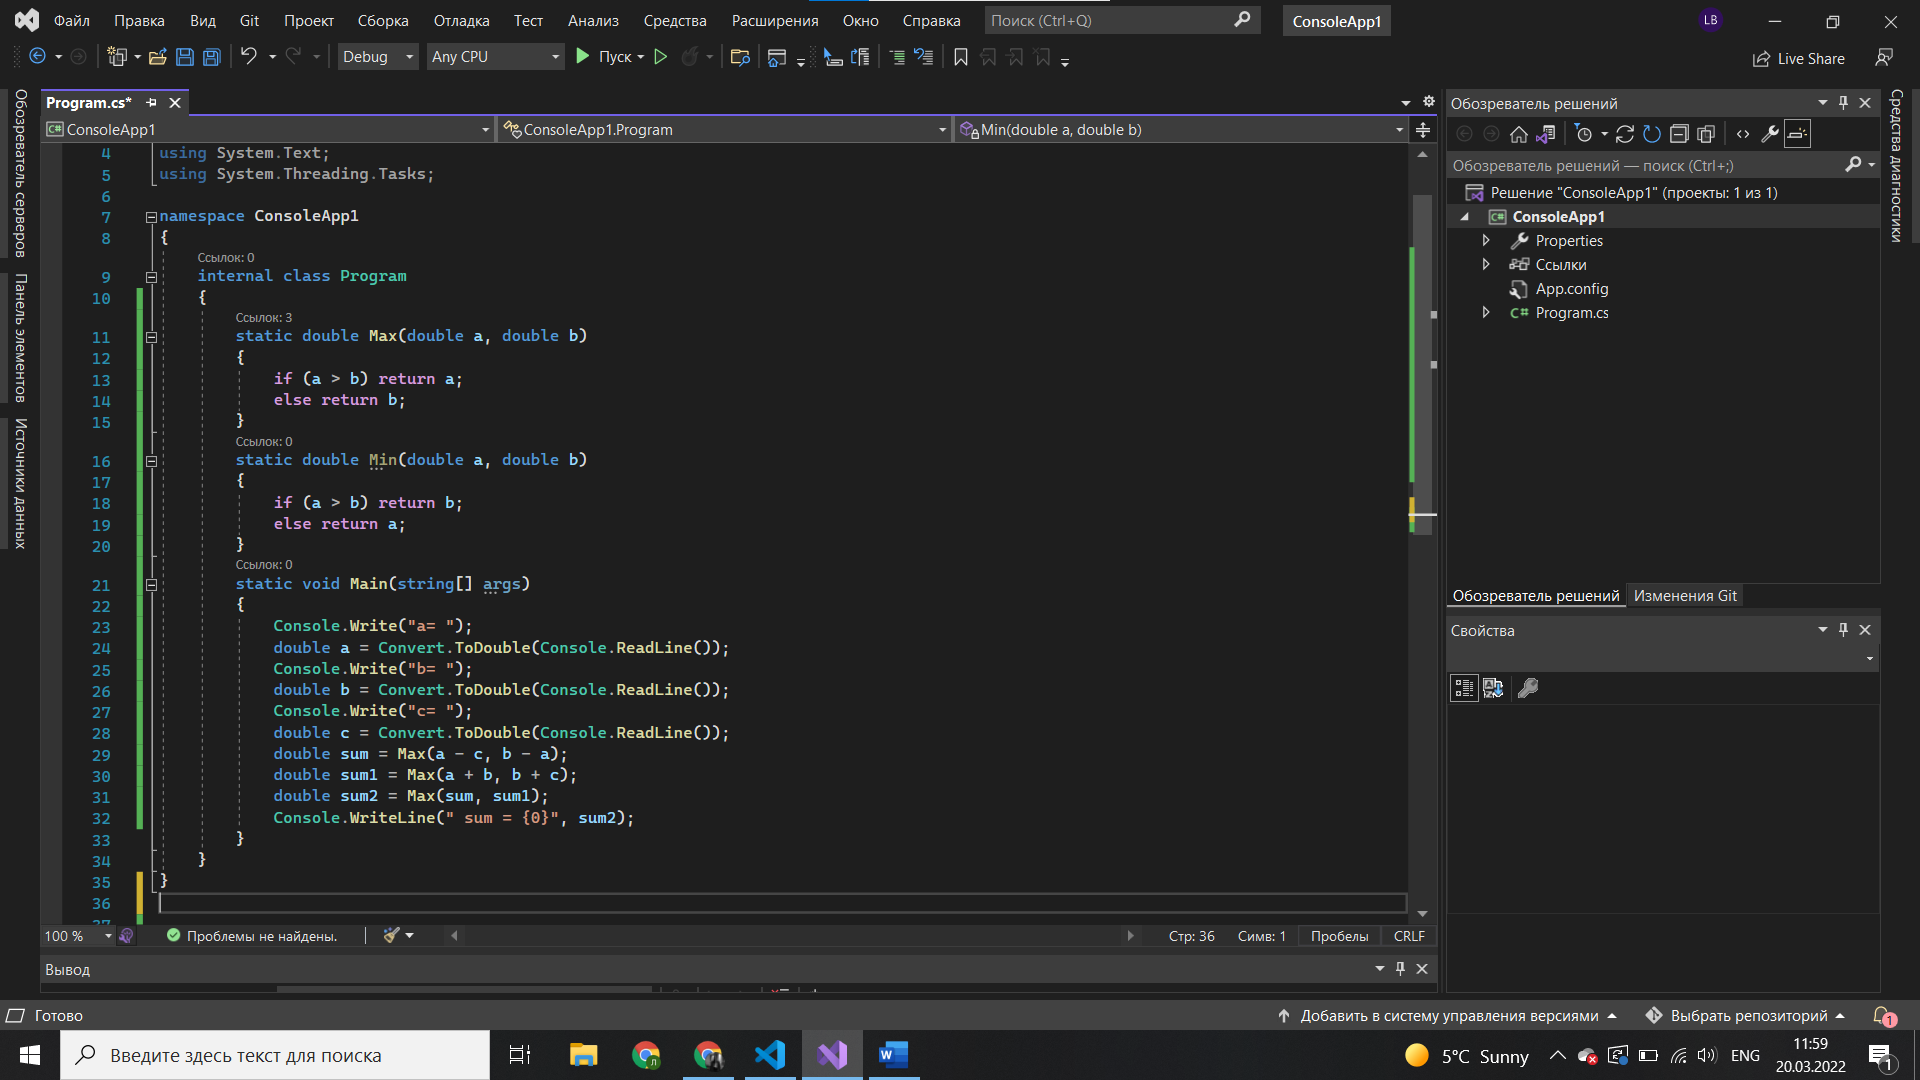 Файл Правка Вид Git Проект Сборка Отладка Тест Анализ Средства Расширения Окно Справка Поиск (Ctrl+Q) ConsoleApp1 LB
Debug Any CPU Пуск Live Share
Обозреватель серверов
Панель элементов
Источники данных
Program.cs*
ConsoleApp1 ConsoleApp1.Program Min(double a, double b)
4 using System.Text;
5 using System.Threading.Tasks;
6
7 namespace ConsoleApp1
8 {
Ссылок: 0
9 internal class Program
10 {
Ссылок: 3
11 static double Max(double a, double b)
12 {
13 if (a > b) return a;
14 else return b;
15 }
Ссылок: 0
16 static double Min(double a, double b)
17 {
18 if (a > b) return b;
19 else return a;
20 }
Ссылок: 0
21 static void Main(string[] args)
22 {
23 Console.Write("a= ");
24 double a = Convert.ToDouble(Console.ReadLine());
25 Console.Write("b= ");
26 double b = Convert.ToDouble(Console.ReadLine());
27 Console.Write("c= ");
28 double c = Convert.ToDouble(Console.ReadLine());
29 double sum = Max(a - c, b - a);
30 double sum1 = Max(a + b, b + c);
31 double sum2 = Max(sum, sum1);
32 Console.WriteLine(" sum = {0}", sum2);
33 }
34 }
35 }
36
100 % Проблемы не найдены. Стр: 36 Симв: 1 Пробелы CRLF
Вывод
Обозреватель решений
Обозреватель решений — поиск (Ctrl+;)
Решение "ConsoleApp1" (проекты: 1 из 1)
C# ConsoleApp1
Properties
Ссылки
App.config
C# Program.cs
Обозреватель решений Изменения Git
Свойства
Средства диагностики
Готово Добавить в систему управления версиями Выбрать репозиторий 1
Введите здесь текст для поиска 5°C Sunny ENG 11:59
20.03.2022 1